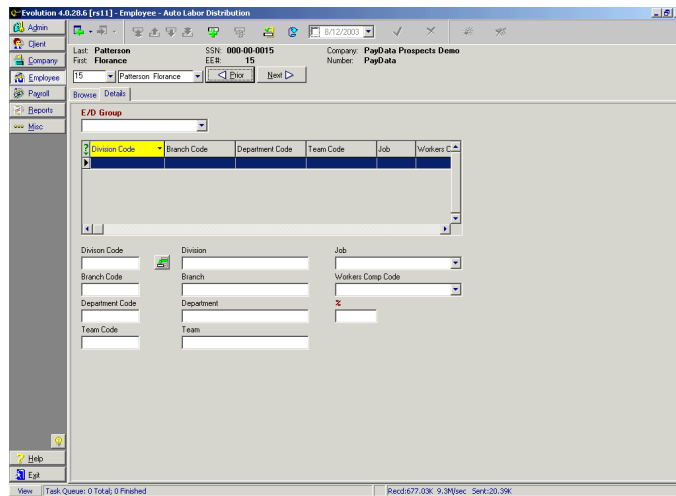 Evolution 4.0.28.6 [rs11] - Employee - Auto Labor Distribution
Admin
Client
Company
Employee
Payroll
Reports
Misc
8/12/2003
Last: Patterson SSN: 000-00-0015 Company: PayData Prospects Demo
First: Florance EE#: 15 Number: PayData
15 Patterson Florance Prior Next
Browse Details
E/D Group
Division Code Branch Code Department Code Team Code Job Workers C
Divison Code Division Job
Branch Code Branch Workers Comp Code
Department Code Department %
Team Code Team
Help
Exit
View Task Queue: 0 Total; 0 Finished Recd:677.03K 9.3M/sec Sent:20.39K